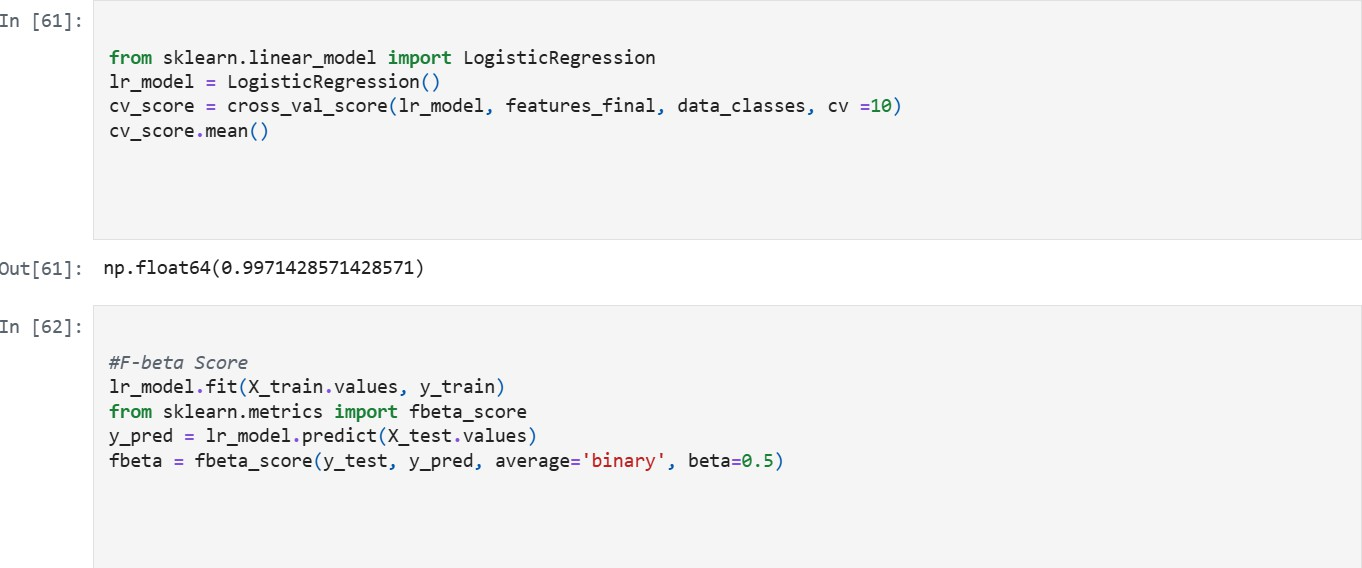 In [61]:
from sklearn.linear_model import LogisticRegression
lr_model = LogisticRegression()
cv_score = cross_val_score(lr_model, features_final, data_classes, cv =10)
cv_score.mean()
Out[61]: np.float64(0.9971428571428571)
In [62]:
#F-beta Score
lr_model.fit(X_train.values, y_train)
from sklearn.metrics import fbeta_score
y_pred = lr_model.predict(X_test.values)
fbeta = fbeta_score(y_test, y_pred, average='binary', beta=0.5)